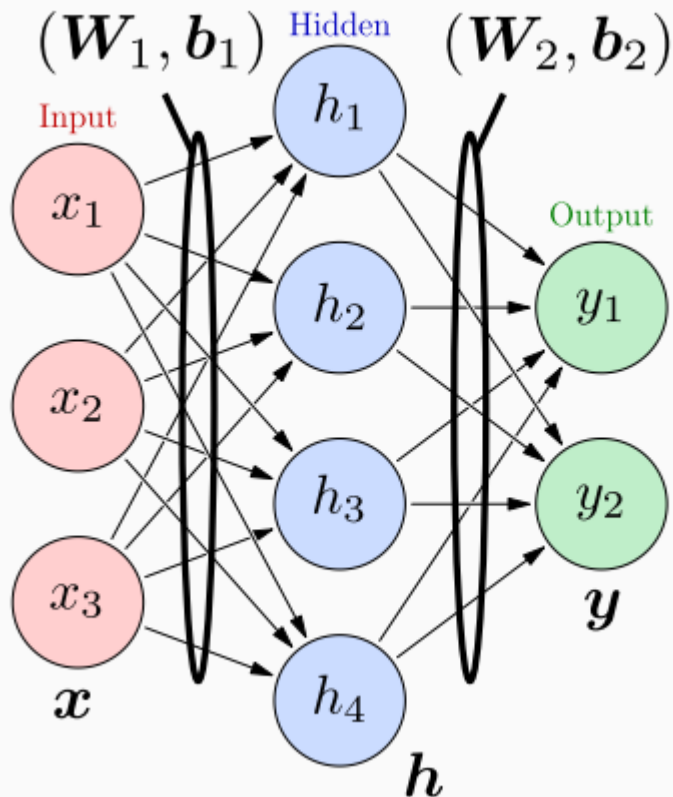 (W₁, b₁)
Hidden
(W₂, b₂)
Input
Output
h₁
x₁
h₂
y₁
x₂
h₃
y₂
x₃
y
h₄
x
h